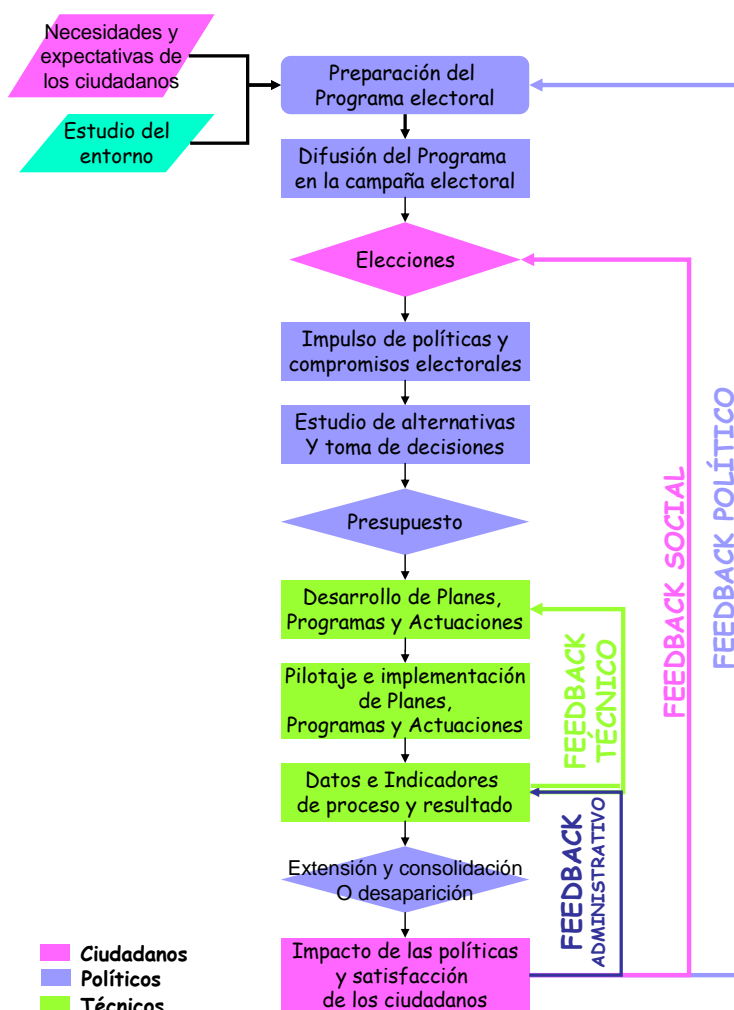 Necesidades y
expectativas de
los ciudadanos
Estudio del
entorno
Preparación del
Programa electoral
Difusión del Programa
en la campaña electoral
Elecciones
Impulso de políticas y
compromisos electorales
Estudio de alternativas
Y toma de decisiones
Presupuesto
Desarrollo de Planes,
Programas y Actuaciones
Pilotaje e implementación
de Planes,
Programas y Actuaciones
Datos e Indicadores
de proceso y resultado
Extensión y consolidación
O desaparición
Impacto de las políticas
y satisfacción
de los ciudadanos
FEEDBACK
TÉCNICO
FEEDBACK
ADMINISTRATIVO
FEEDBACK SOCIAL
FEEDBACK POLÍTICO
Ciudadanos
Políticos
Técnicos